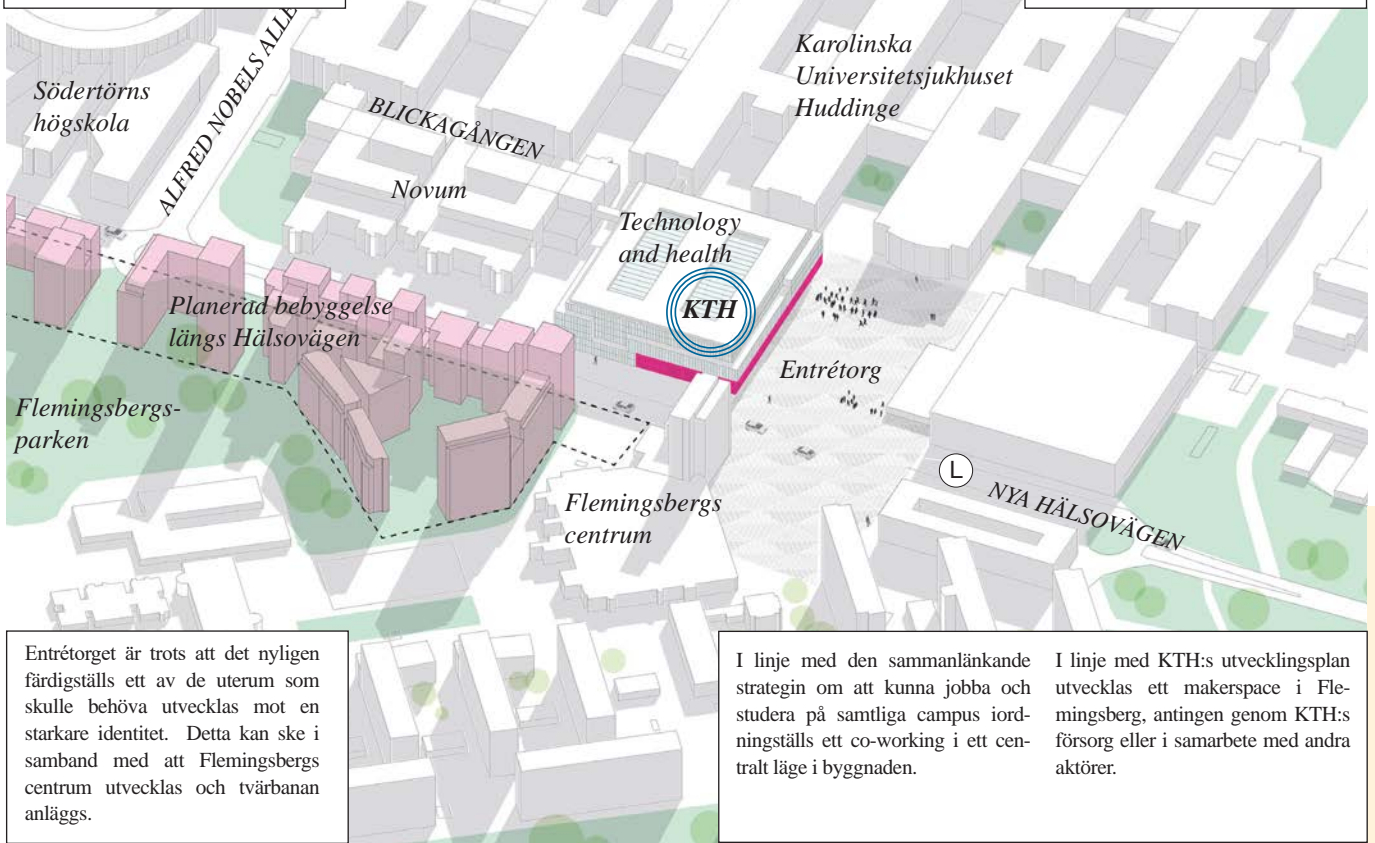 Södertörns
högskola
ALFRED NOBELS ALLE
BLICKAGÅNGEN
Novum
Karolinska
Universitetsjukhuset
Huddinge
Technology
and health
KTH
Planerad bebyggelse
längs Hälsovägen
Entrétorg
Flemingsbergs-
parken
Flemingsbergs
centrum
L
NYA HÄLSOVÄGEN
Entrétorget är trots att det nyligen
färdigställs ett av de uterum som
skulle behöva utvecklas mot en
starkare identitet. Detta kan ske i
samband med att Flemingsbergs
centrum utvecklas och tvärbanan
anläggs.
I linje med den sammanlänkande
strategin om att kunna jobba och
studera på samtliga campus iord-
ningställs ett co-working i ett cen-
tralt läge i byggnaden.
I linje med KTH:s utvecklingsplan
utvecklas ett makerspace i Fle-
mingsberg, antingen genom KTH:s
försorg eller i samarbete med andra
aktörer.